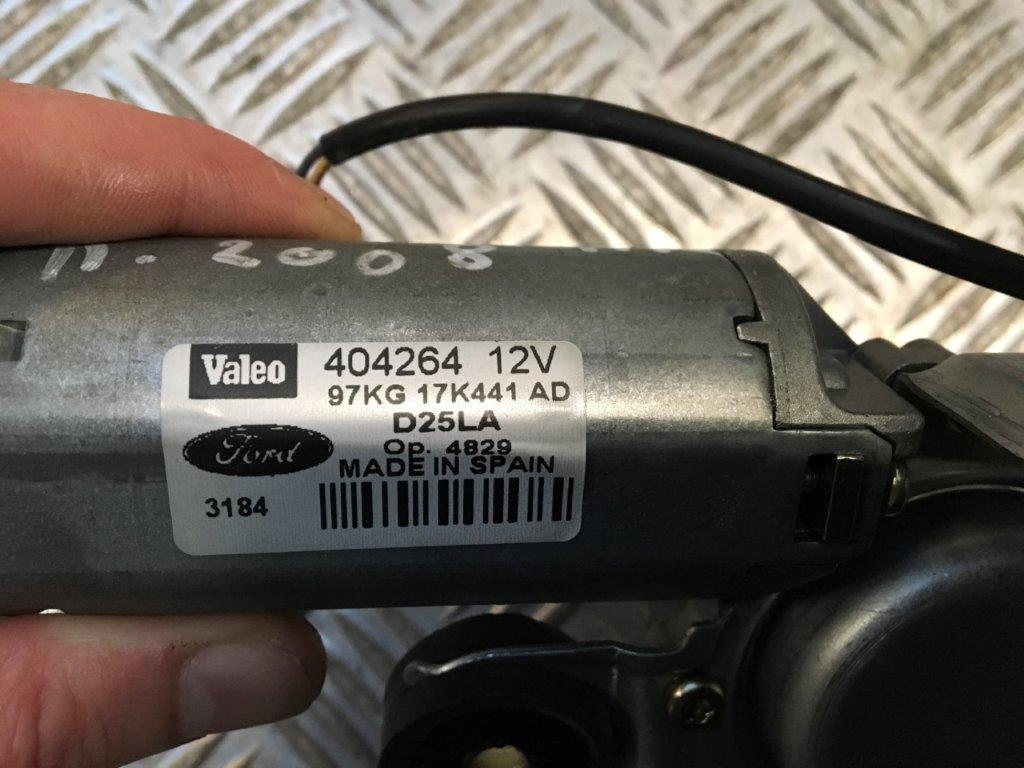 11. 2008
Valeo 404264 12V
97KG 17K441 AD
D25LA
Op. 4829
Ford MADE IN SPAIN
3184